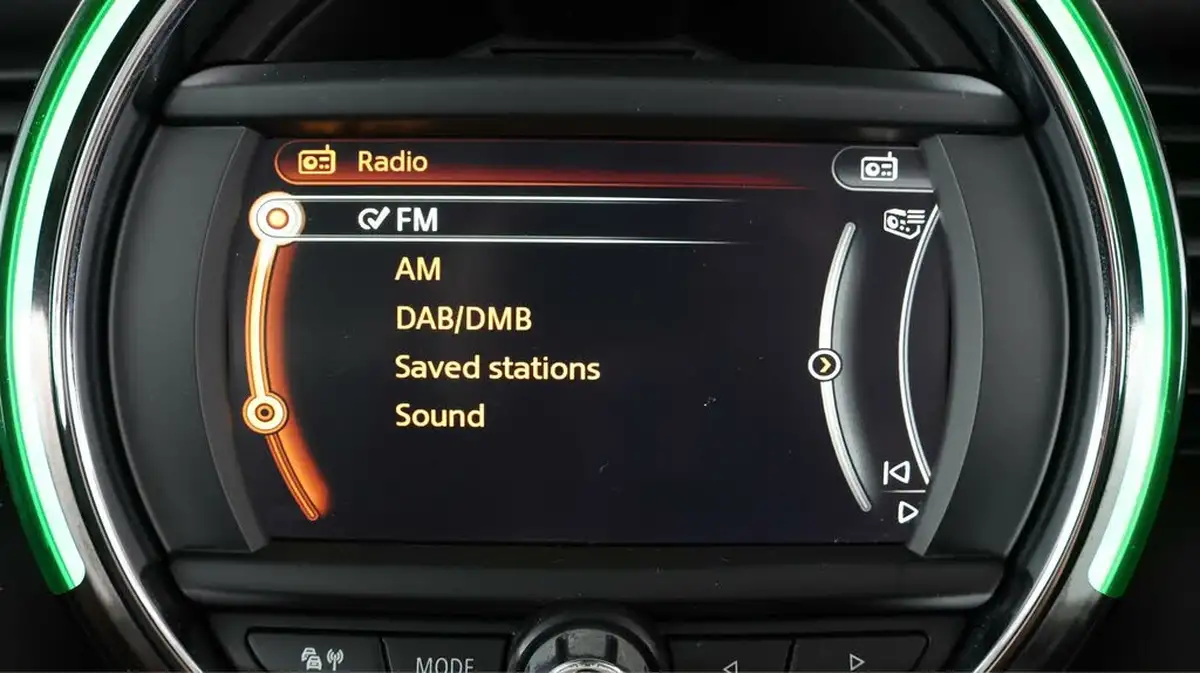 Radio
FM
AM
DAB/DMB
Saved stations
Sound
MODE